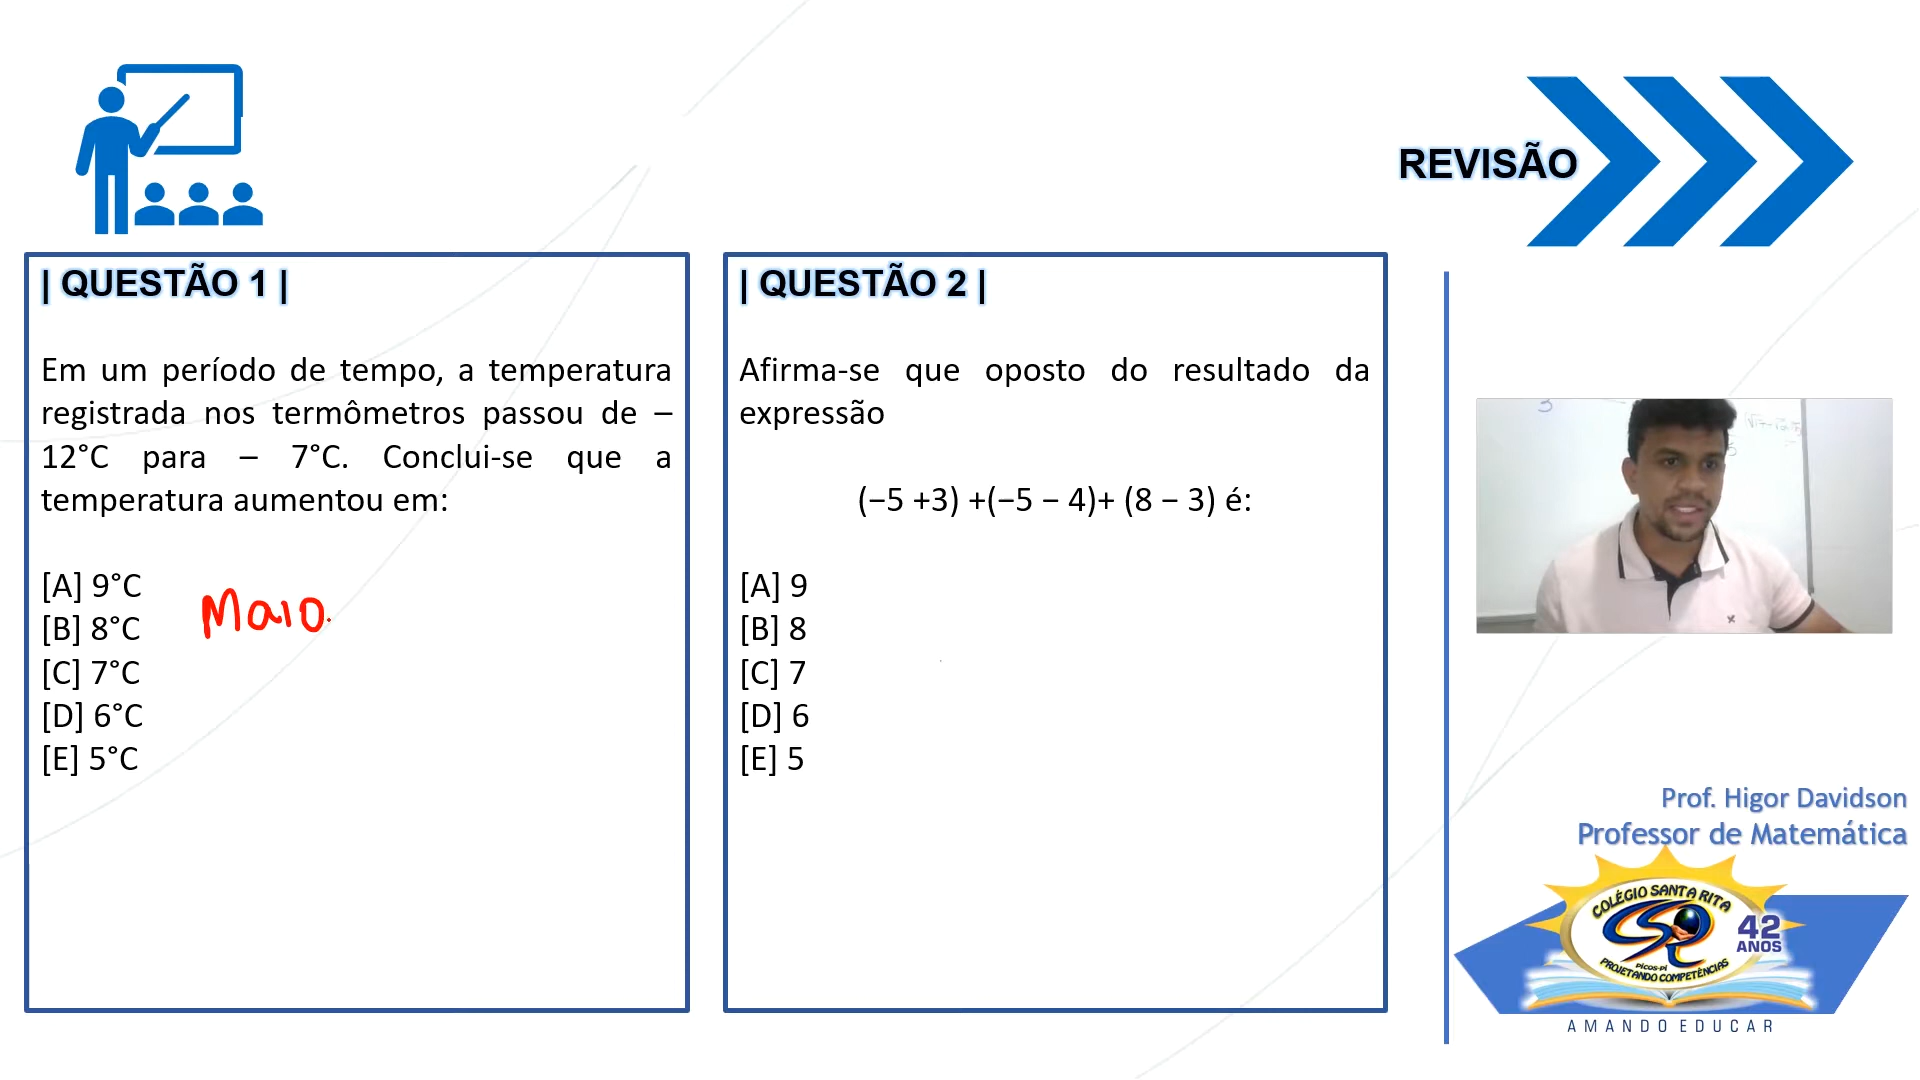 REVISÃO
| QUESTÃO 1 |
Em um período de tempo, a temperatura
registrada nos termômetros passou de –
12°C para – 7°C. Conclui-se que a
temperatura aumentou em:
[A] 9°C
[B] 8°C
[C] 7°C
[D] 6°C
[E] 5°C
Maio
| QUESTÃO 2 |
Afirma-se que oposto do resultado da
expressão
(−5 +3) +(−5 − 4)+ (8 − 3) é:
[A] 9
[B] 8
[C] 7
[D] 6
[E] 5
Prof. Higor Davidson
Professor de Matemática
COLÉGIO SANTA RITA
42
ANOS
PICOS-PI
PROJETANDO COMPETÊNCIAS
AMANDO EDUCAR